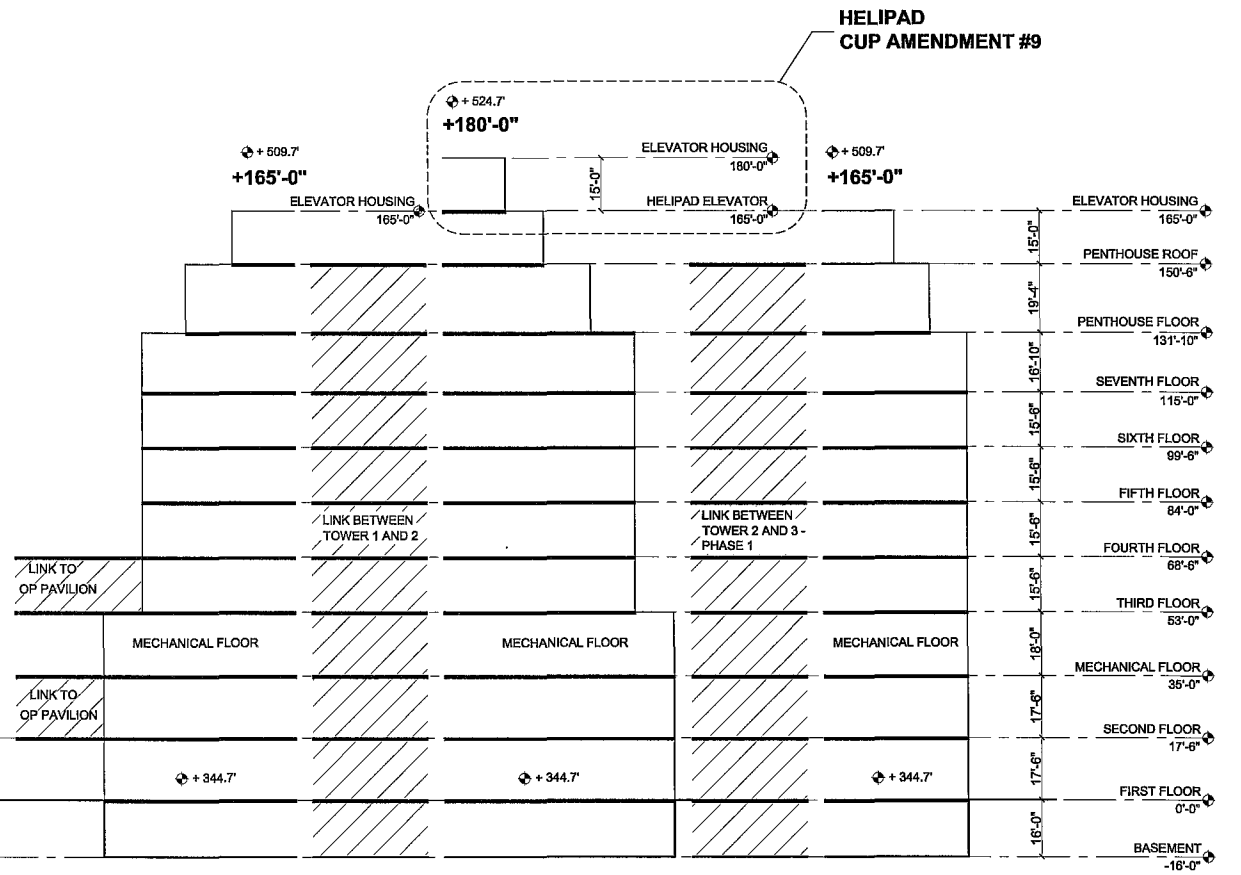 HELIPAD
CUP AMENDMENT #9
+ 524.7'
+180'-0"
+ 509.7'
+165'-0"
ELEVATOR HOUSING
180'-0"
+ 509.7'
+165'-0"
15'-0"
ELEVATOR HOUSING
165'-0"
HELIPAD ELEVATOR
165'-0"
ELEVATOR HOUSING
165'-0"
15'-0"
PENTHOUSE ROOF
150'-6"
19'-4"
PENTHOUSE FLOOR
131'-10"
16'-10"
SEVENTH FLOOR
115'-0"
15'-6"
SIXTH FLOOR
99'-6"
15'-6"
FIFTH FLOOR
84'-0"
LINK BETWEEN
TOWER 1 AND 2
LINK BETWEEN
TOWER 2 AND 3 -
PHASE 1
15'-6"
FOURTH FLOOR
68'-6"
LINK TO
OP PAVILION
15'-6"
THIRD FLOOR
53'-0"
MECHANICAL FLOOR
MECHANICAL FLOOR
MECHANICAL FLOOR
18'-0"
MECHANICAL FLOOR
35'-0"
LINK TO
OP PAVILION
17'-6"
SECOND FLOOR
17'-6"
+ 344.7'
+ 344.7'
+ 344.7'
17'-6"
FIRST FLOOR
0'-0"
16'-0"
BASEMENT
-16'-0"